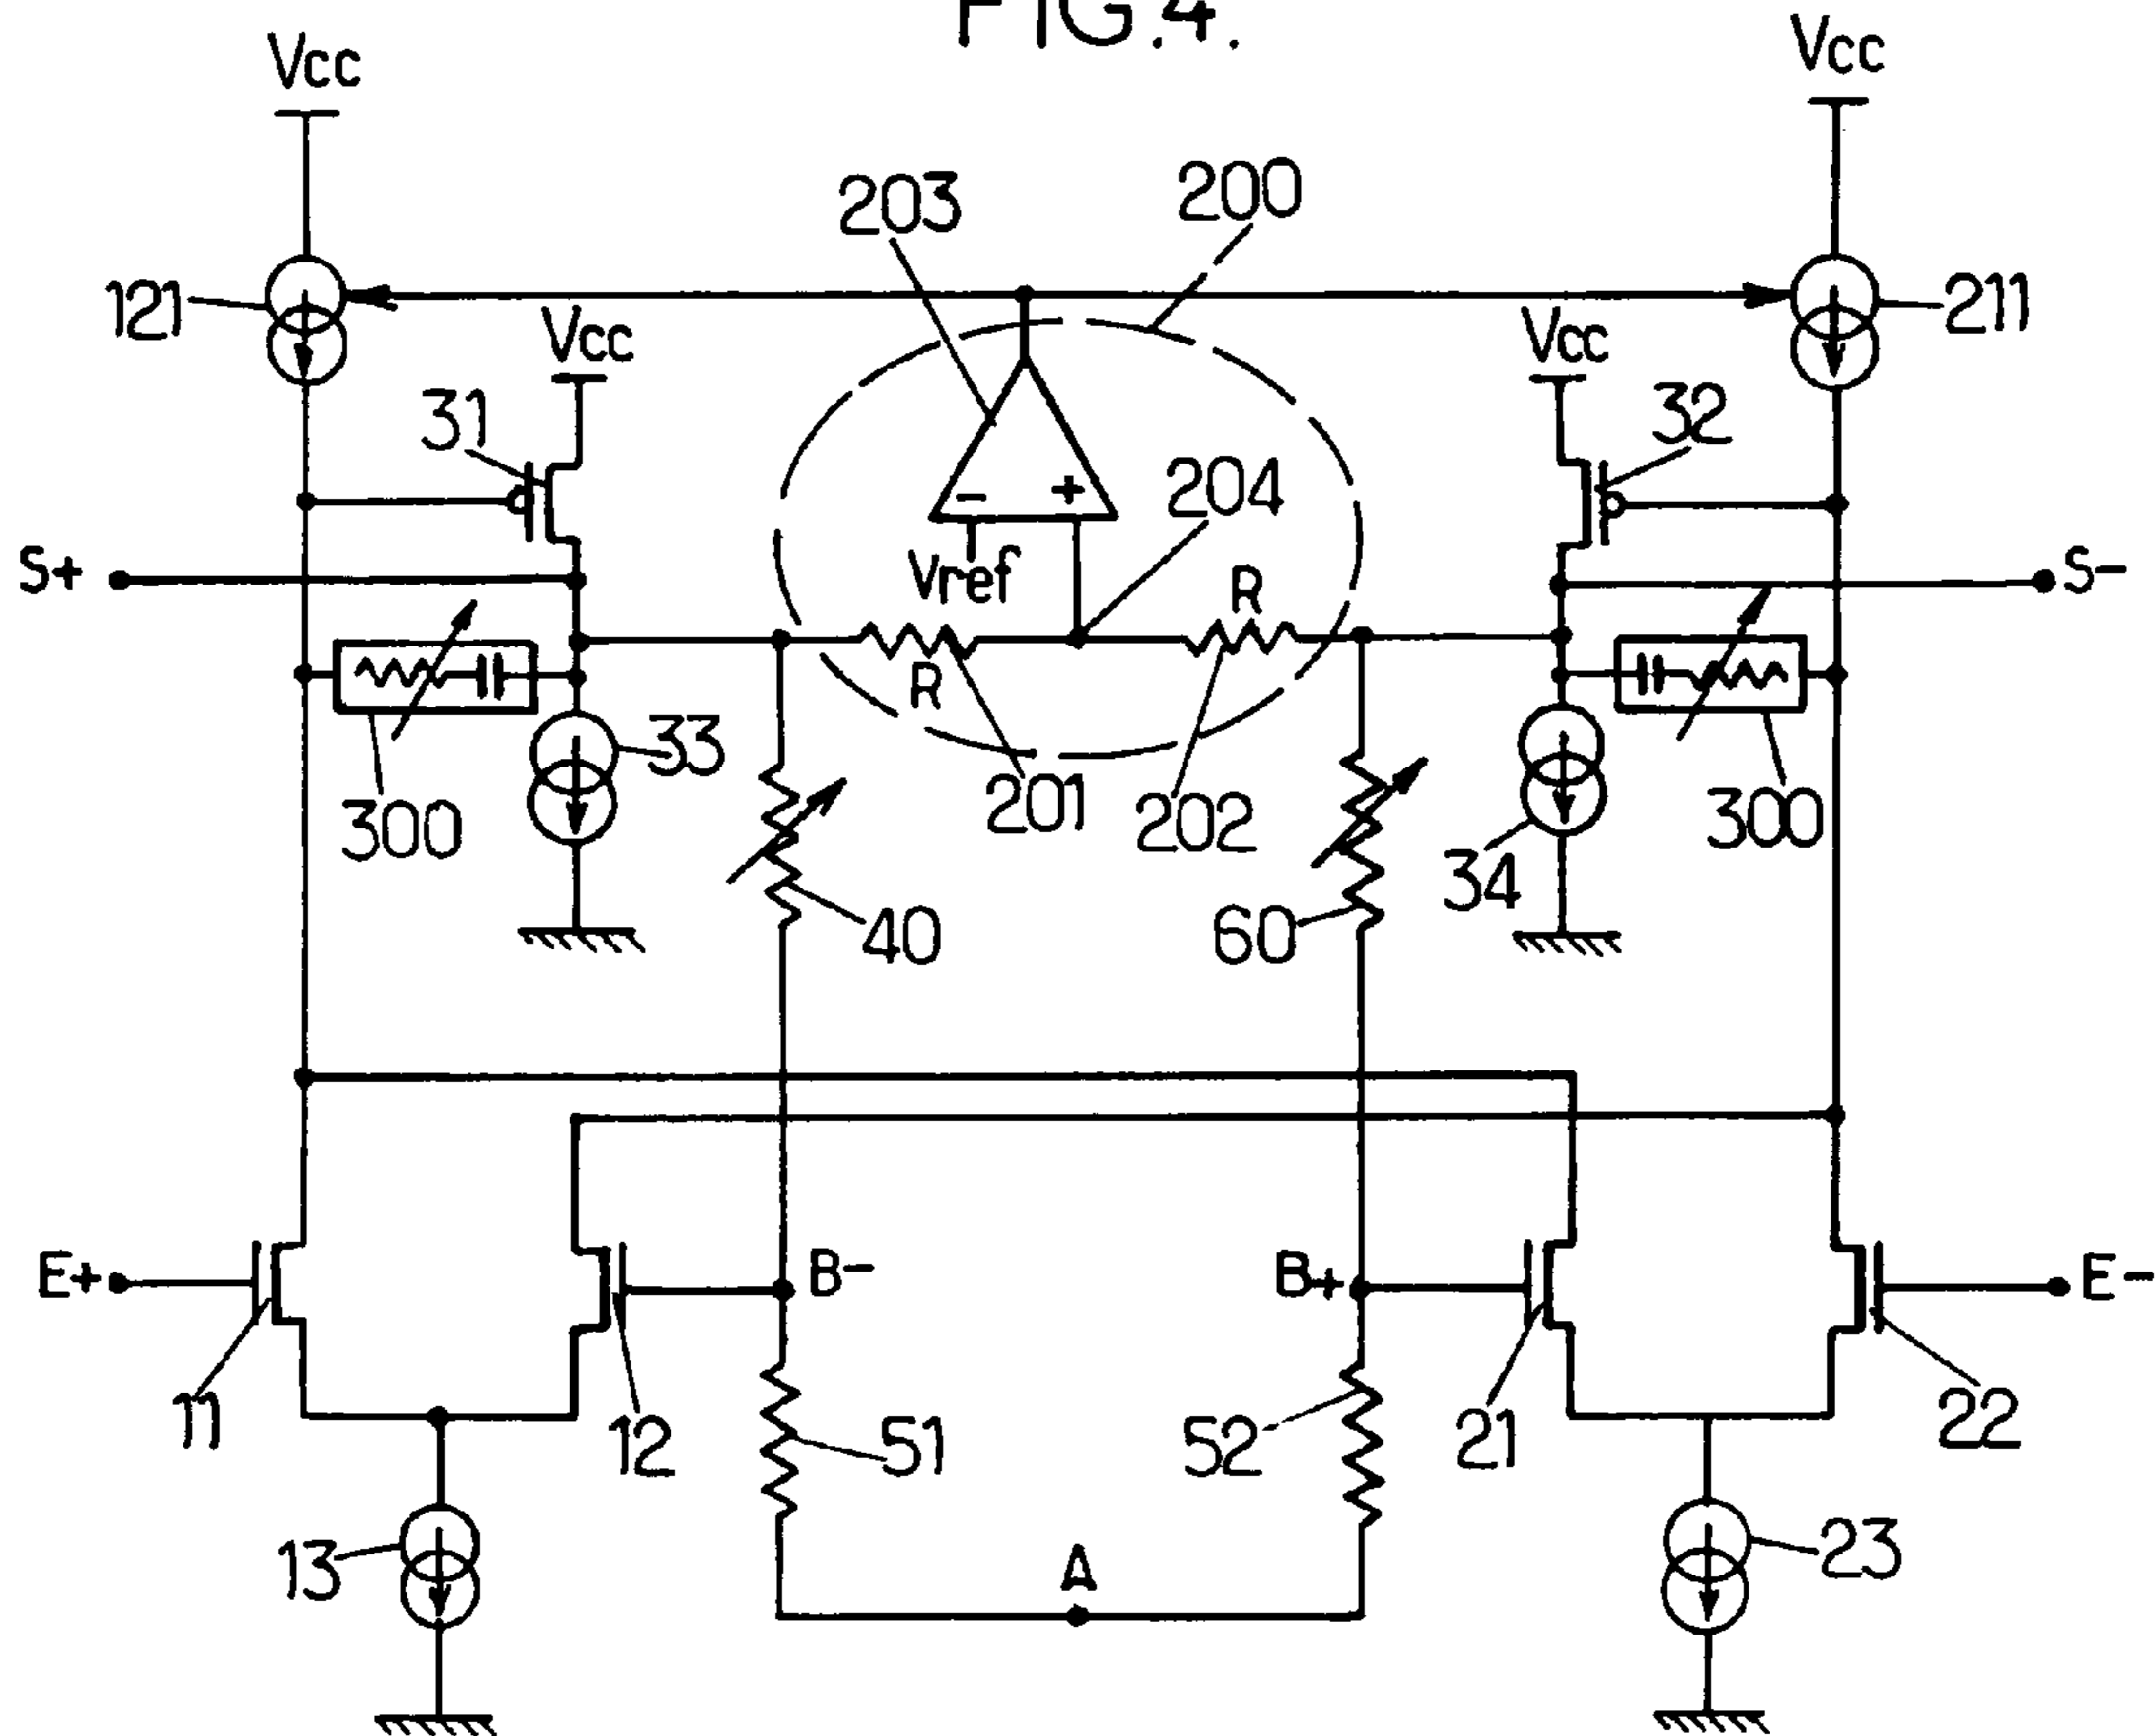 FIG.4.
Vcc
Vcc
203
200
121
211
Vcc
Vcc
31
32
204
-
+
S+
S-
Vref
R
R
33
300
201
202
300
34
40
60
E+
B-
B+
E-
11
12
51
52
21
22
13
A
23